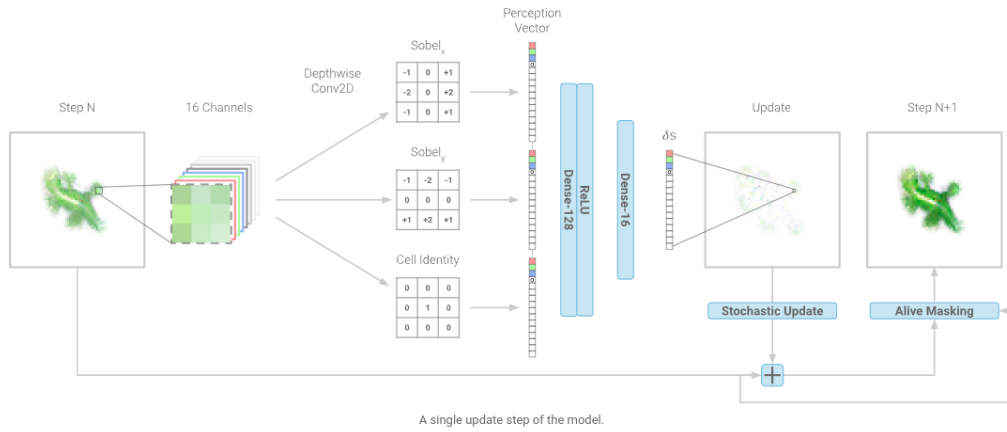 Perception
Vector
Sobelx
Depthwise
Conv2D
-1 0 +1
-2 0 +2
-1 0 +1
Step N
16 Channels
Sobely
-1 -2 -1
0 0 0
+1 +2 +1
Cell Identity
0 0 0
0 1 0
0 0 0
α
α
α
Dense-128
ReLU
Dense-16
δs
α
Update
Step N+1
Stochastic Update
Alive Masking
+
A single update step of the model.